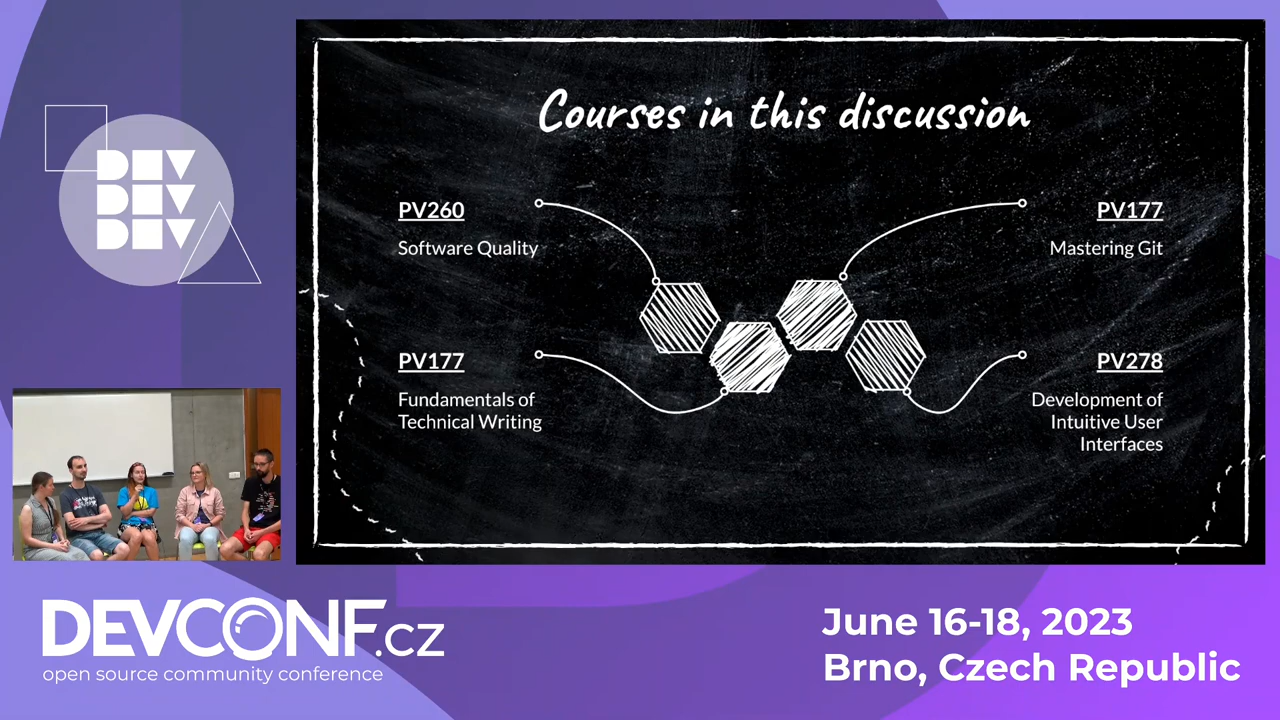 DEV
DEV
DEV
Courses in this discussion
PV260
Software Quality
PV177
Mastering Git
PV177
Fundamentals of
Technical Writing
PV278
Development of
Intuitive User
Interfaces
DEVCONF.cz
open source community conference
June 16-18, 2023
Brno, Czech Republic